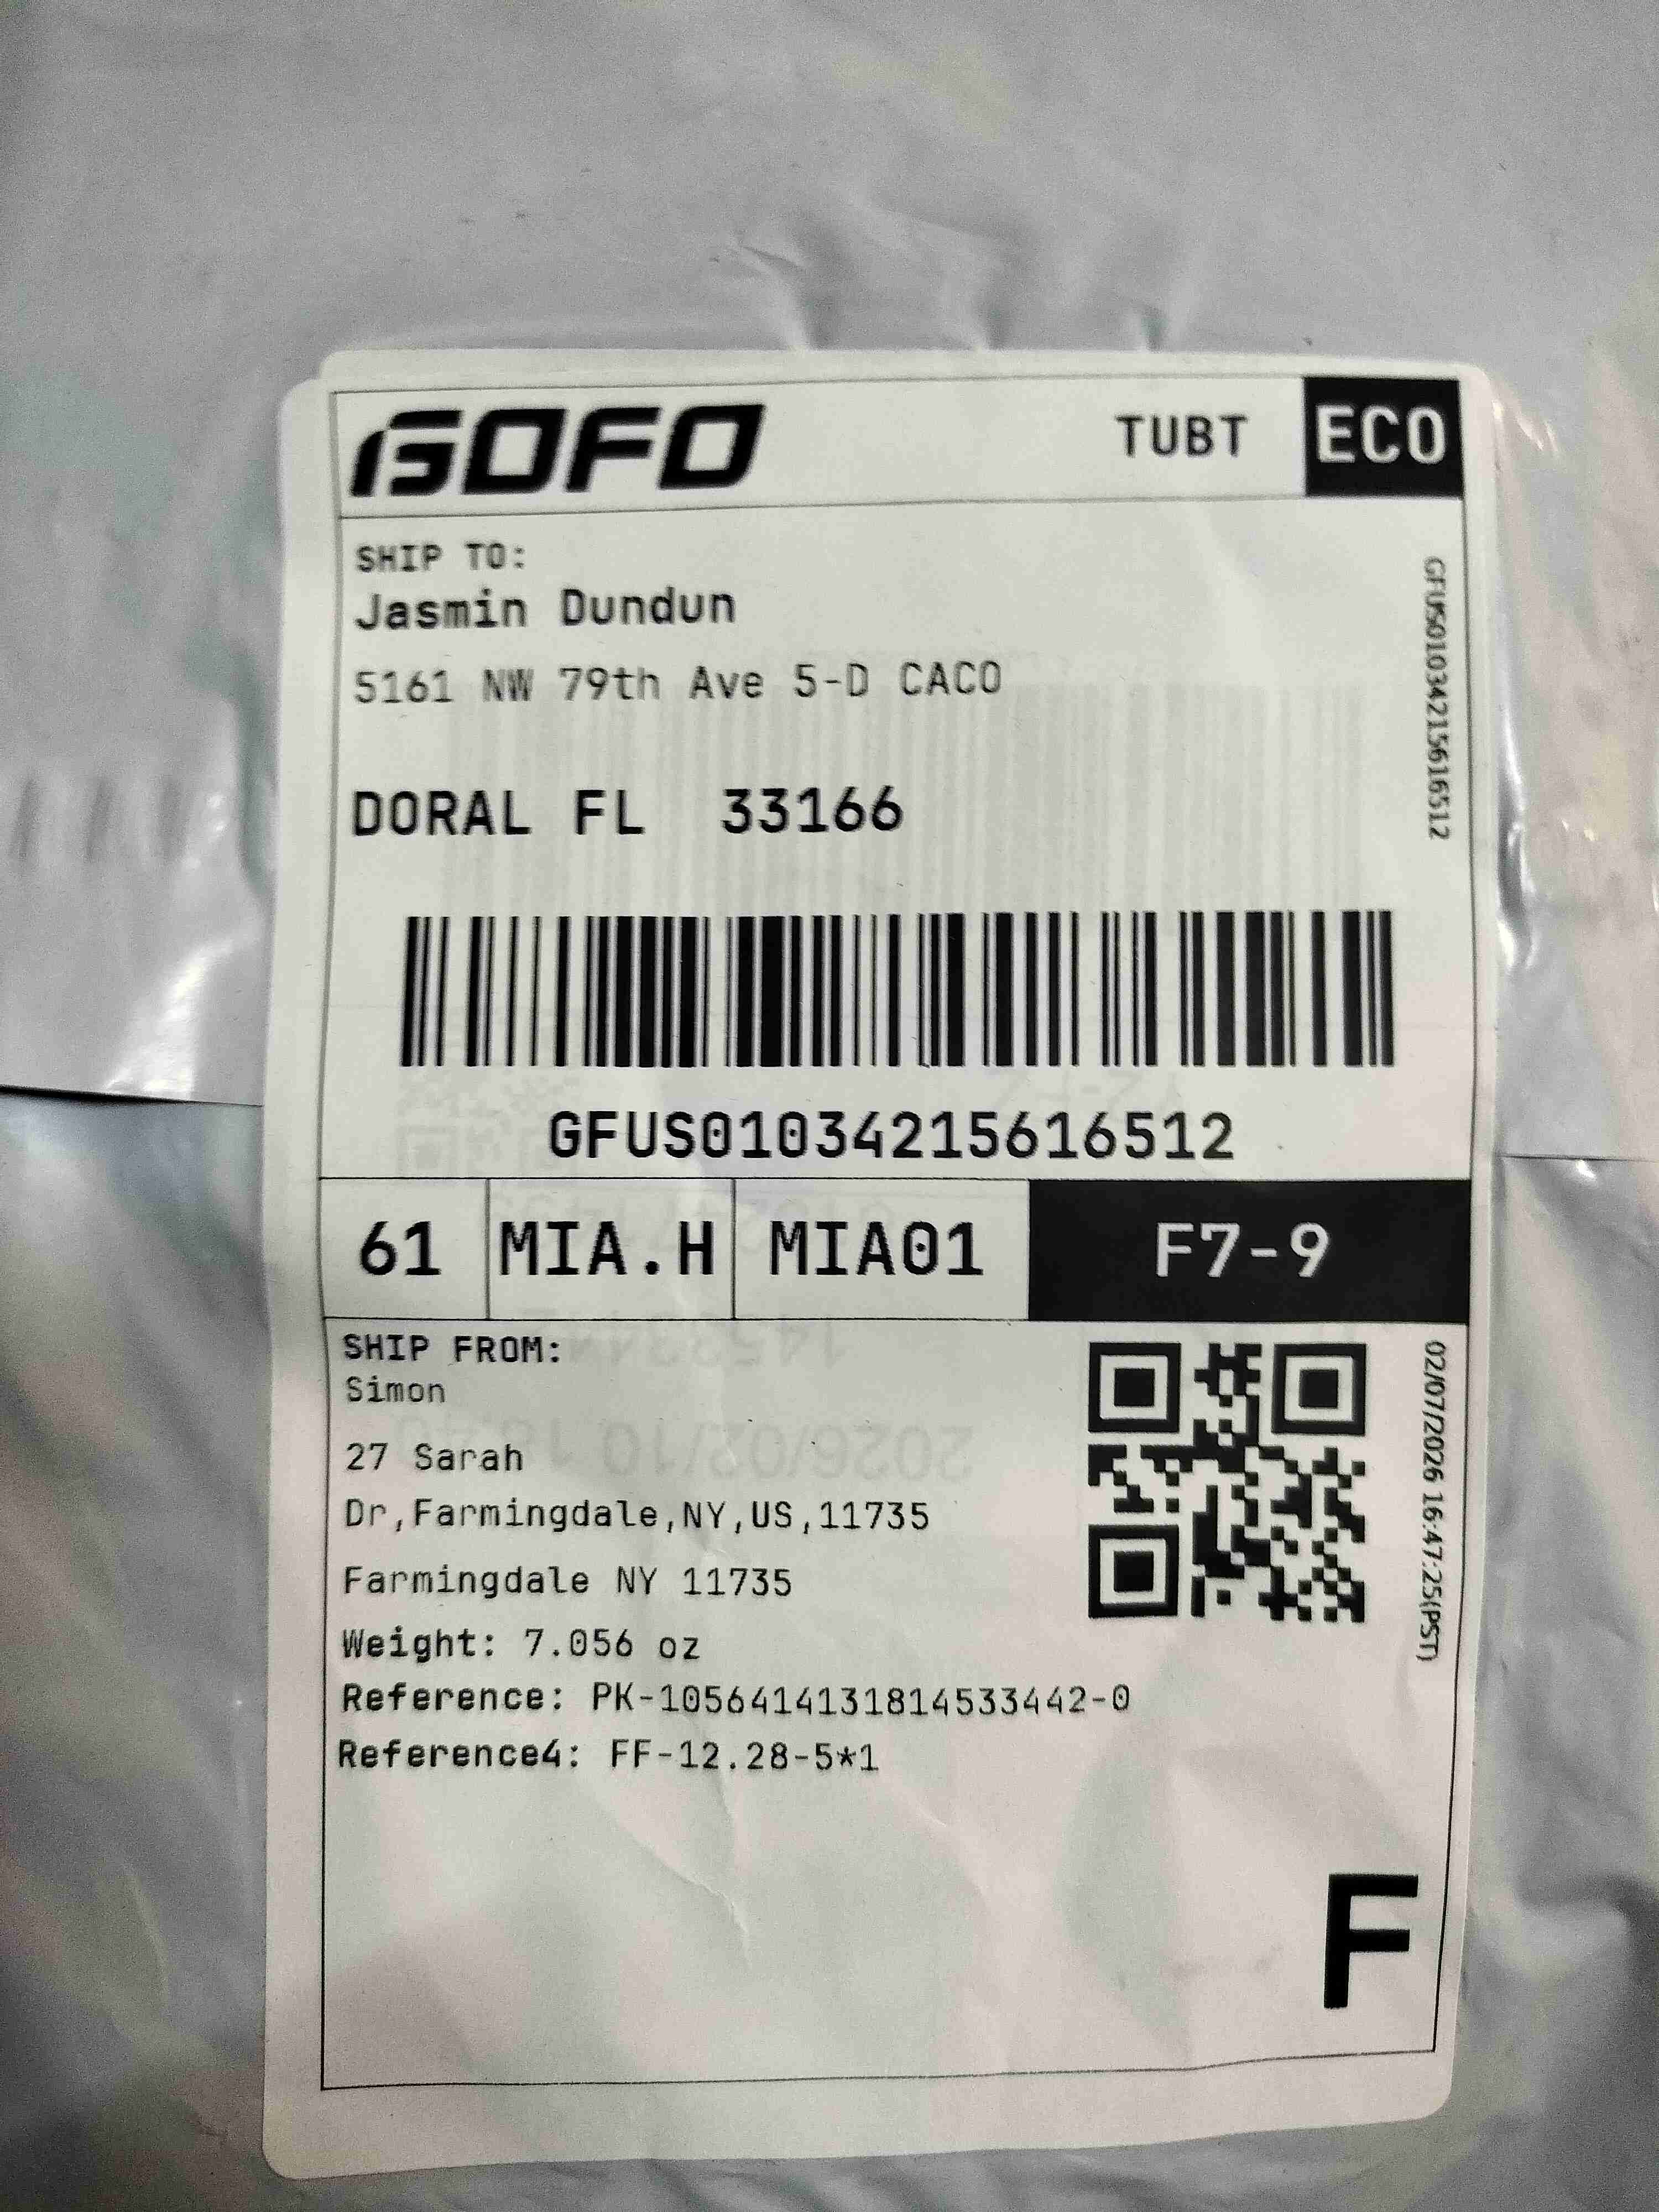 GOFO TUBT ECO
SHIP TO:
Jasmin Dundun
5161 NW 79th Ave 5-D CACO
DORAL FL 33166
GFUS01034215616512
GFUS01034215616512
61 MIA.H MIA01 F7-9
SHIP FROM:
Simon
27 Sarah
Dr,Farmingdale,NY,US,11735
Farmingdale NY 11735
02/07/2026 16:47:25(PST)
Weight: 7.056 oz
Reference: PK-1056414131814533442-0
Reference4: FF-12.28-5*1
F